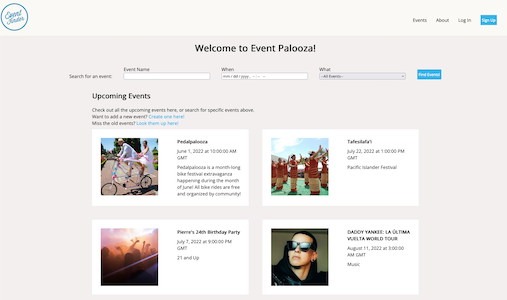 Event
Finder
Events
About
Log In
Sign Up
Welcome to Event Palooza!
Search for an event:
Event Name
When
mm / dd / yyyy, -- : -- --
What
--All Events--
Find Events!
Upcoming Events
Check out all the upcoming events here, or search for specific events above.
Want to add a new event? Create one here!
Miss the old events? Look them up here!
Pedalpalooza
June 1, 2022 at 10:00:00 AM
GMT
Pedalpalooza is a month-long
bike festival extravaganza
happening during the month
of June! All bike rides are free
and organized by community!
Tafesilafa'i
July 22, 2022 at 1:00:00 PM
GMT
Pacific Islander Festival
Pierre's 24th Birthday Party
July 7, 2022 at 9:00:00 PM
GMT
21 and Up
DADDY YANKEE: LA ÚLTIMA
VUELTA WORLD TOUR
August 11, 2022 at 3:00:00
AM GMT
Music